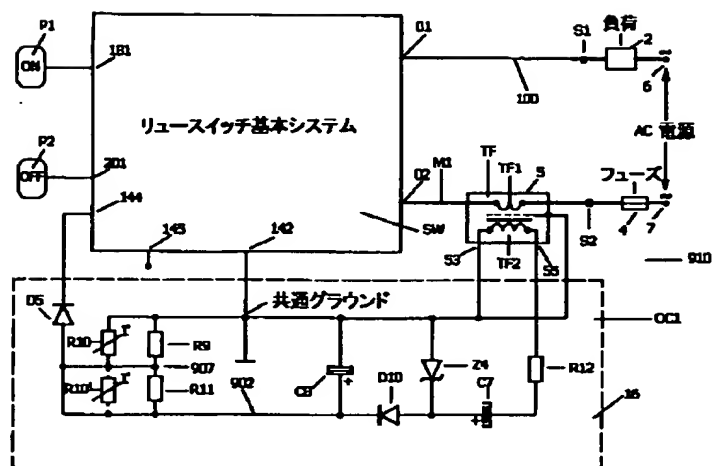 P1
ON
181
リュースイッチ基本システム
P2
OFF
201
144
143
142
SW
01
02
M1
TF
TF1
TF2
5
53
55
100
S1
負荷
2
6
AC 電源
フューズ
S2
4
7
910
共通グラウンド
OC1
D5
R10
R9
907
R10'
R11
902
C8
D10
Z4
C7
R12
16